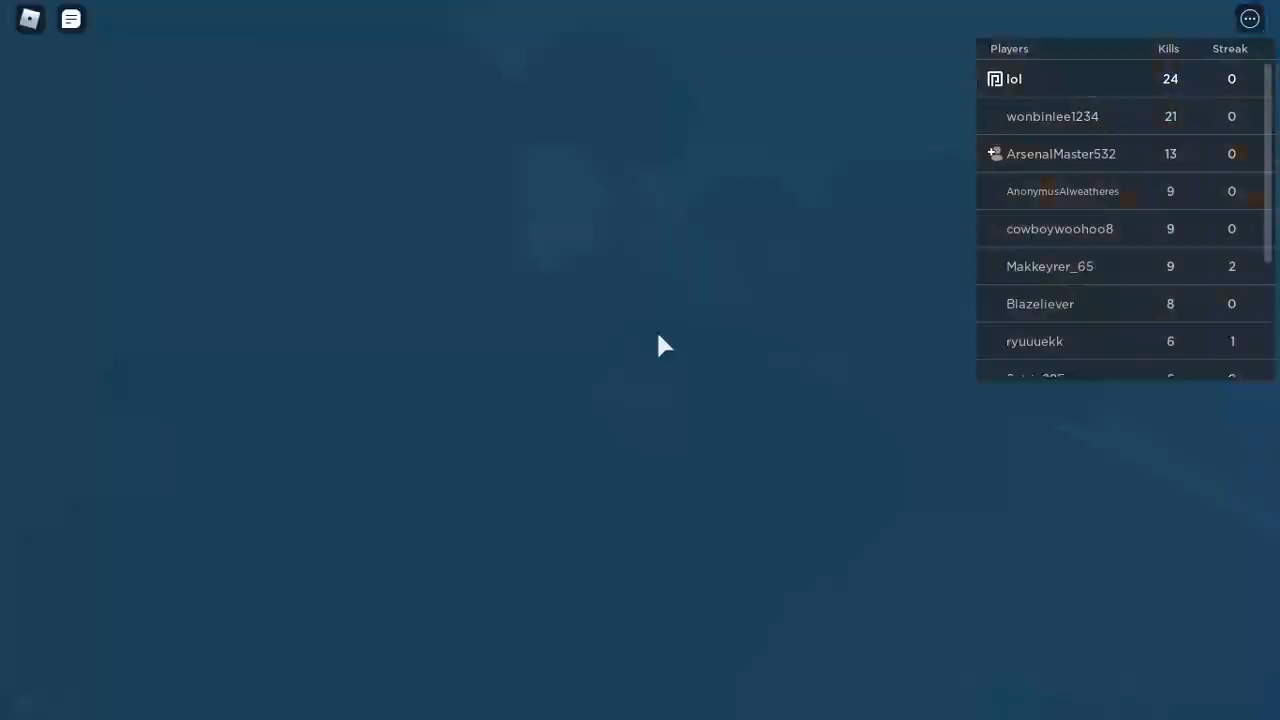 Players Kills Streak
lol 24 0
wonbinlee1234 21 0
ArsenalMaster532 13 0
AnonymusAlweatheres 9 0
cowboywoohoo8 9 0
Makkeyrer_65 9 2
Blazeliever 8 0
ryuuuekk 6 1